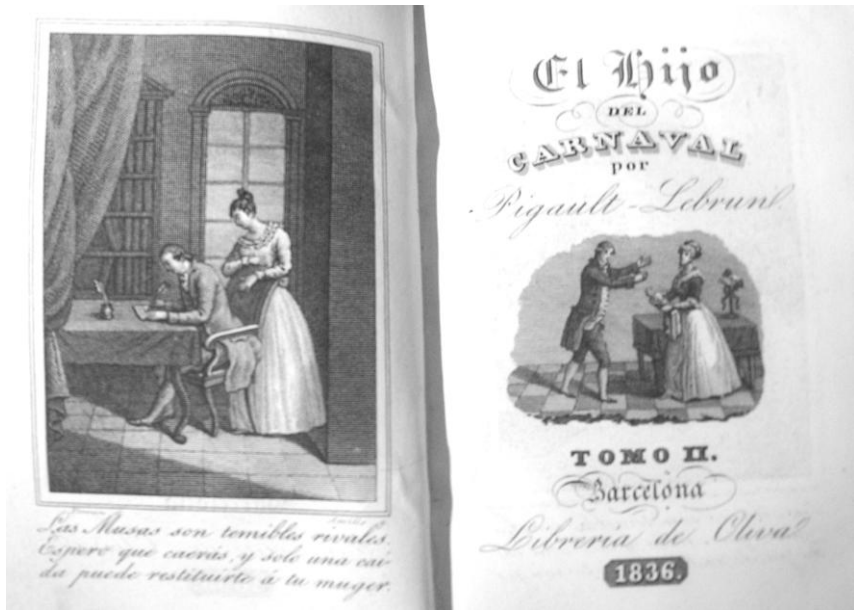 Las Musas son temibles rivales.
Espero que caerás, y solo una cai-
da puede restituirte á tu muger.
El Hijo
DEL
CARNAVAL
por
Pigault-Lebrun
TOMO II.
Barcelona
Librería de Oliva
1836.